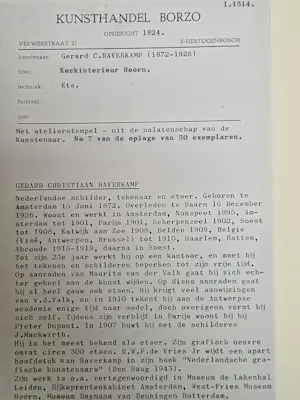 I.1514.
KUNSTHANDEL BORZO
OPGERICHT 1824.
VERWERSTRAAT 21 S-HERTOGENBOSCH
kunstenaar: Gerard C.HAVERKAMP (1872-1926)
titel: Kerkinterieur Hoorn.
techniek: Ets.
formaat
jaar
Met atelierstempel - uit de nalatenschap van de
kunstenaar. No 7 van de oplage van 50 exemplaren.
GERARD CHRISTIAAN HAVERKAMP
Nederlandse schilder, tekenaar en etser. Geboren te
Amsterdam 15 Juni 1872. Overleden te Baarn 16 December
1926. Woont en werkt in Amsterdam, Nunspeet 1895, Am-
sterdam tot 1901, Parijs 1901, Scherpenzeel 1902, Soest
tot 1908, Katwijk aan Zee 1908, Delden 1909, Belgie
(Visé, Antwerpen, Brussel) tot 1910, Haarlem, Hattem,
Abcoude 1916-1919, daarna in Soest.
Tot zijn 25e jaar werkt hij op een kantoor, en moet hij
het tekenen en schilderen beperken tot zijn vrije tijd.
Op aanraden van Maurits van der Valk gaat hij zich ech-
ter geheel aan de kunst wijden. Op diens aanraden gaat
hij al heel gauw ook etsen. Hij krijgt veel aanwijzingen
van v.d.Valk, en in 1910 tekent hij aan de Antwerpse
academie enige tijd naar model, doch overigens vormt hij
zich zelf. Tijdens zijn verblijf in Parijs woont hij bij
Pieter Dupont. In 1907 huwt hij met de schilderes
J.Mackwirth.
Hij is het meest bekend als etser. Zijn grafisch oeuvre
omvat circa 300 etsen. R.W.P.de Vries Jr wijdt een apart
hoofdstuk aan Haverkamp in zijn boek "Nederlandsche gra-
fische kunstenaars" (Den Haag 1943).
Zijn werk is o.a. vertegenwoordigd in Museum de Lakenhal
Leiden, Rijksprentenkabinet Amsterdam, West-Fries Museum
Hoorn, Museum Boymans van Beuningen Rotterdam.